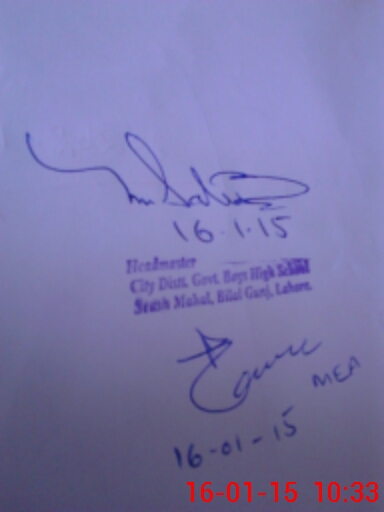 16.1.15
Headmaster
City Distt. Govt. Boys High School
Seash Mahal, Bilal Gunj, Lahore.
MEA
16-01-15
16-01-15 10:33